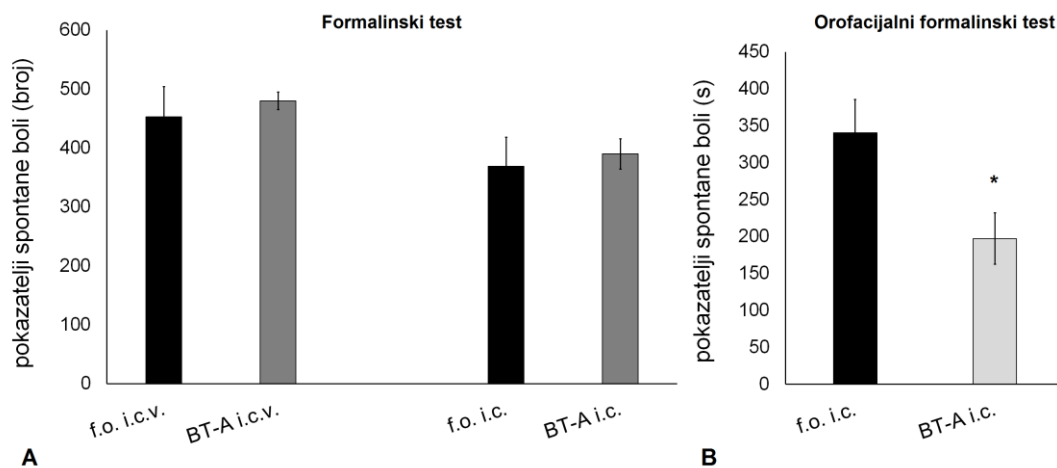 Formalinski test
pokazatelji spontane boli (broj)
600
500
400
300
200
100
0
f.o. i.c.v.
BT-A i.c.v.
f.o. i.c.
BT-A i.c.
A
Orofacijalni formalinski test
pokazatelji spontane boli (s)
450
400
350
300
250
200
150
100
50
0
*
f.o. i.c.
BT-A i.c.
B